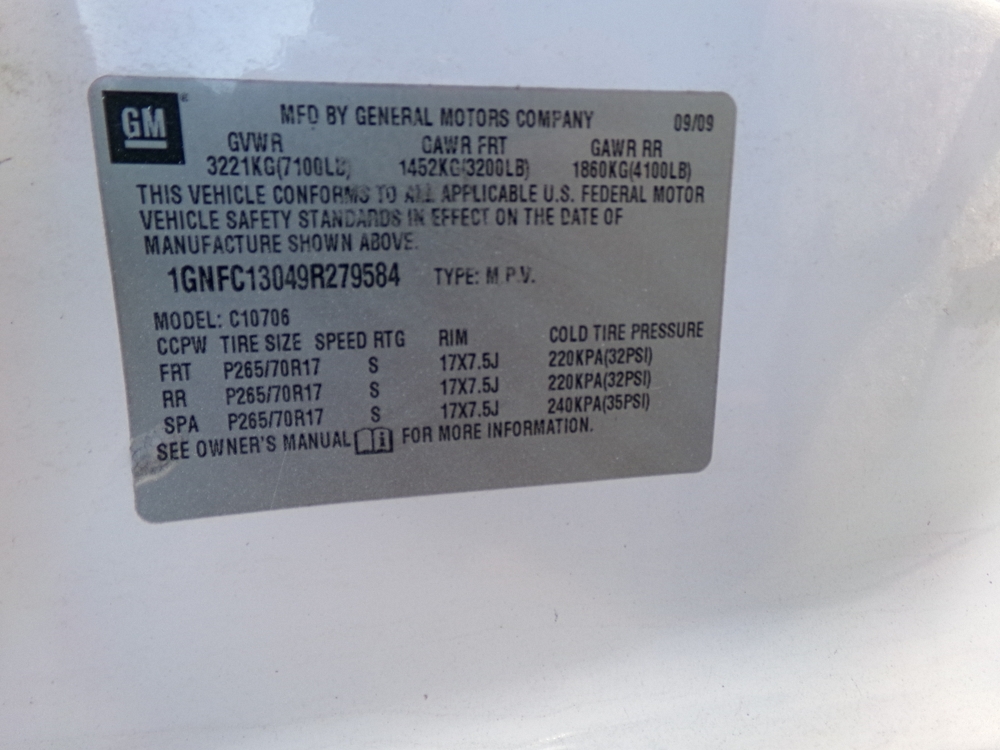 GM® MFD BY GENERAL MOTORS COMPANY 09/09
GVWR GAWR FRT GAWR RR
3221KG(7100LB) 1452KG(3200LB) 1860KG(4100LB)
THIS VEHICLE CONFORMS TO ALL APPLICABLE U.S. FEDERAL MOTOR
VEHICLE SAFETY STANDARDS IN EFFECT ON THE DATE OF
MANUFACTURE SHOWN ABOVE.
1GNFC13049R279584 TYPE: M.P.V.
MODEL: C10706
CCPW TIRE SIZE SPEED RTG RIM COLD TIRE PRESSURE
FRT P265/70R17 S 17X7.5J 220KPA(32PSI)
RR P265/70R17 S 17X7.5J 220KPA(32PSI)
SPA P265/70R17 S 17X7.5J 240KPA(35PSI)
SEE OWNER'S MANUAL FOR MORE INFORMATION.